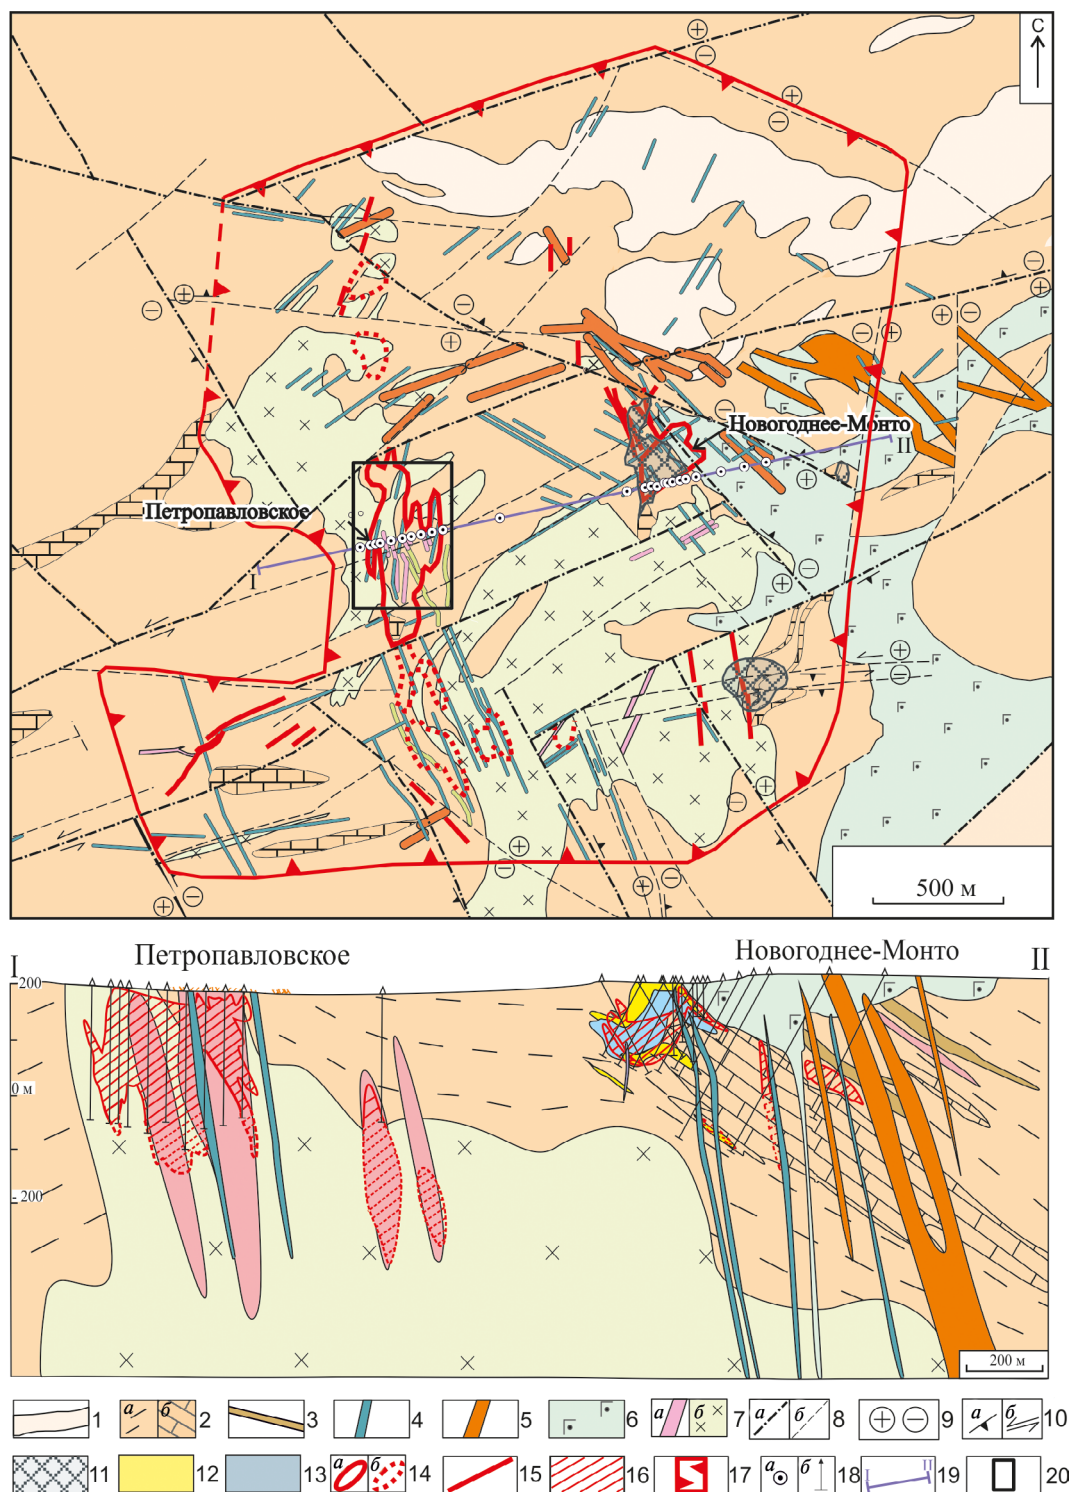 С
Новогоднее-Монто
II
Петропавловское
I
500 м
I
Петропавловское
Новогоднее-Монто
II
200
0 м
- 200
200 м
1
а
б
2
3
4
5
6
а
б
7
а
б
8
9
а
б
10
11
12
13
а
б
14
15
16
17
а
б
18
I
II
19
20